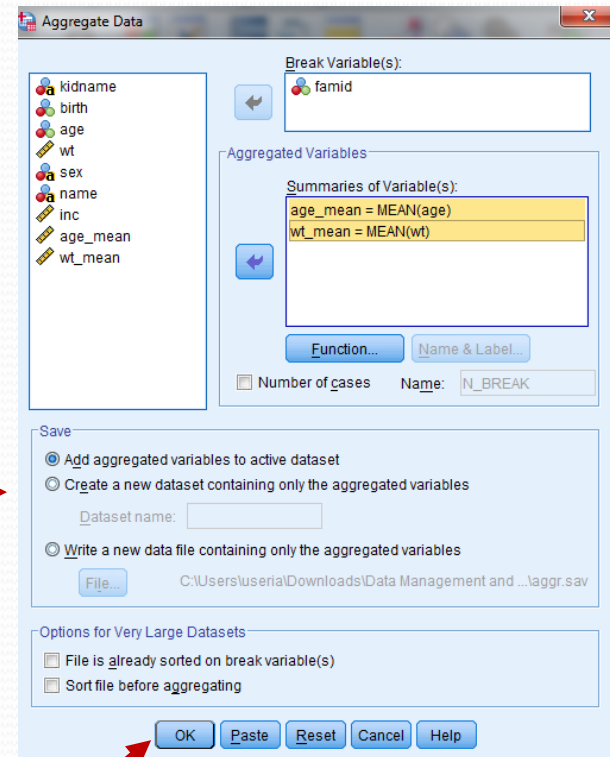 Aggregate Data
x
kidname
birth
age
wt
sex
name
inc
age_mean
wt_mean
Break Variable(s):
famid
Aggregated Variables
Summaries of Variable(s):
age_mean = MEAN(age)
wt_mean = MEAN(wt)
Function...
Name & Label...
Number of cases
Name:
N_BREAK
Save
Add aggregated variables to active dataset
Create a new dataset containing only the aggregated variables
Dataset name:
Write a new data file containing only the aggregated variables
File...
C:\Users\useria\Downloads\Data Management and ...\aggr.sav
Options for Very Large Datasets
File is already sorted on break variable(s)
Sort file before aggregating
OK
Paste
Reset
Cancel
Help